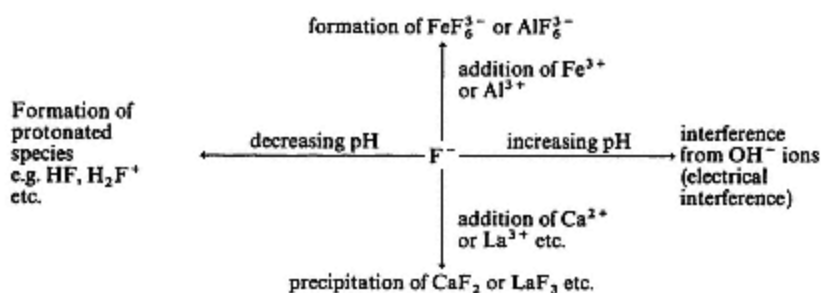 formation of FeF₆³⁻ or AlF₆³⁻
addition of Fe³⁺
or Al³⁺
Formation of
protonated
species
e.g. HF, H₂F⁺
etc.
decreasing pH
F⁻
increasing pH
interference
from OH⁻ ions
(electrical
interference)
addition of Ca²⁺
or La³⁺ etc.
precipitation of CaF₂ or LaF₃ etc.